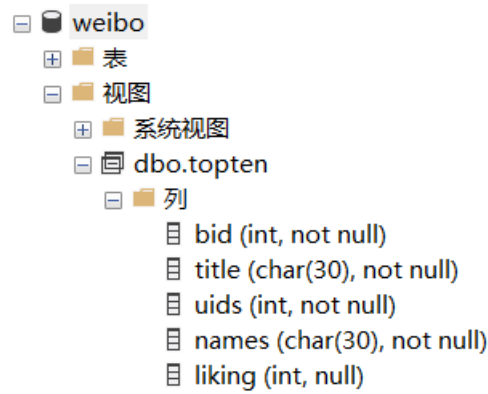 weibo
表
视图
系统视图
dbo.topten
列
bid (int, not null)
title (char(30), not null)
uids (int, not null)
names (char(30), not null)
liking (int, null)